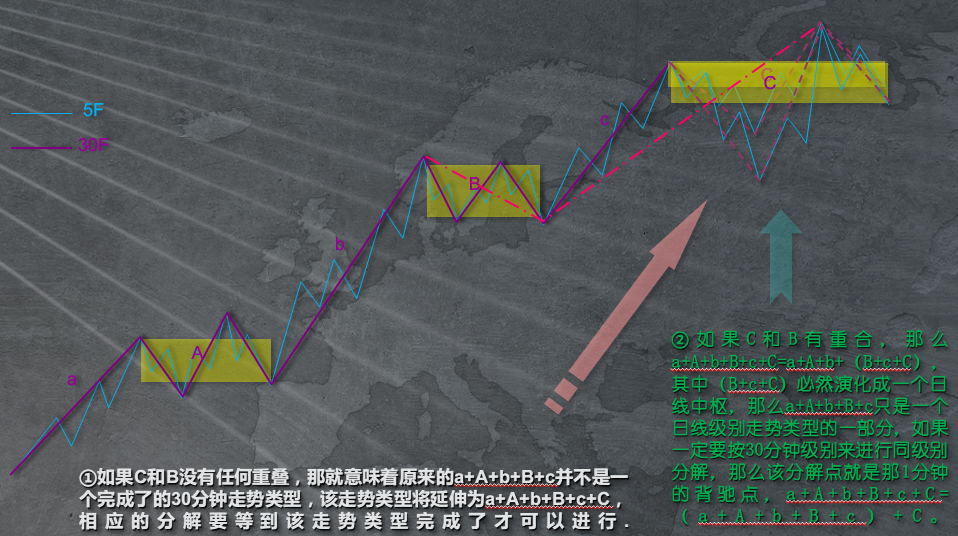 5F
30F
a
A
b
B
c
C
C
①如果C和B没有任何重叠，那就意味着原来的a+A+b+B+c并不是一
个完成了的30分钟走势类型，该走势类型将延伸为a+A+b+B+c+C，
相应的分解要等到该走势类型完成了才可以进行.
②如果C和B有重合，那么
a+A+b+B+c+C=a+A+b+（B+c+C），
其中（B+c+C）必然演化成一个日
线中枢，那么a+A+b+B+c只是一个
日线级别走势类型的一部分，如果
一定要按30分钟级别来进行同级别
分解，那么该分解点就是那1分钟
的背驰点，a+A+b+B+c+C=
（a+A+b+B+c）+C。